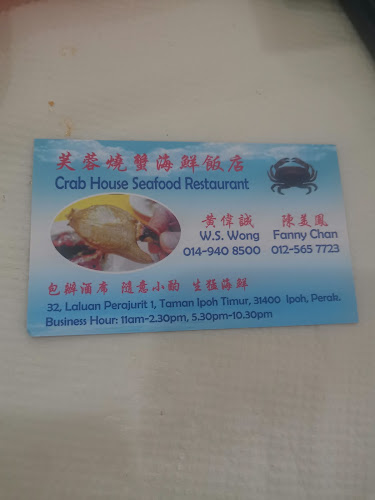 芙蓉燒蟹海鮮飯店
Crab House Seafood Restaurant
黃偉誠 陳美鳳
W.S. Wong Fanny Chan
014-940 8500 012-565 7723
包辦酒席 隨意小酌 生猛海鮮
32, Laluan Perajurit 1, Taman Ipoh Timur, 31400 Ipoh, Perak.
Business Hour: 11am-2.30pm, 5.30pm-10.30pm